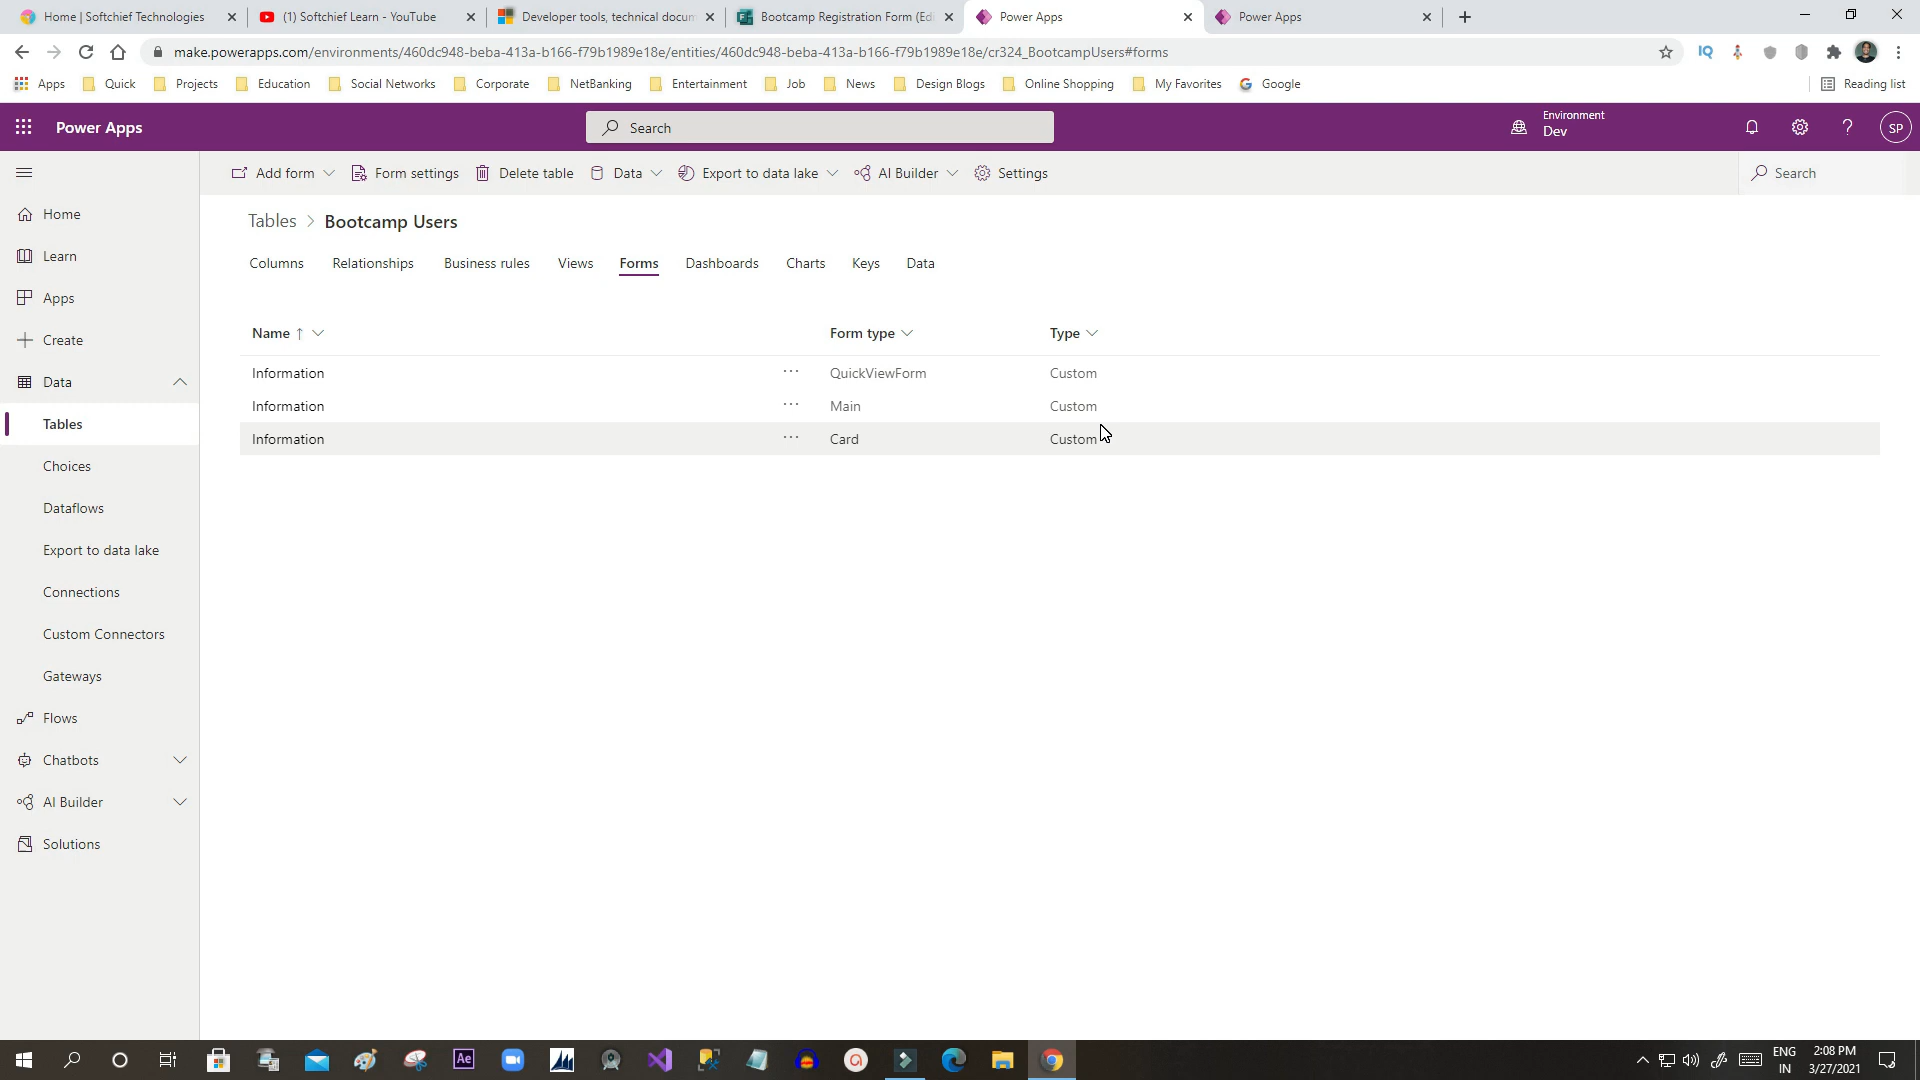 Home | Softchief Technologies
(1) Softchief Learn - YouTube
Developer tools, technical docum
Bootcamp Registration Form (Edi
Power Apps
Power Apps
make.powerapps.com/environments/460dc948-beba-413a-b166-f79b1989e18e/entities/460dc948-beba-413a-b166-f79b1989e18e/cr324_BootcampUsers#forms
IQ
Apps
Quick
Projects
Education
Social Networks
Corporate
NetBanking
Entertainment
Job
News
Design Blogs
Online Shopping
My Favorites
Google
Reading list
Power Apps
Search
Environment
Dev
SP
Add form
Form settings
Delete table
Data
Export to data lake
AI Builder
Settings
Search
Home
Learn
Apps
Create
Data
Tables
Choices
Dataflows
Export to data lake
Connections
Custom Connectors
Gateways
Flows
Chatbots
AI Builder
Solutions
Tables > Bootcamp Users
Columns
Relationships
Business rules
Views
Forms
Dashboards
Charts
Keys
Data
Name ↑
Form type
Type
Information ··· QuickViewForm Custom
Information ··· Main Custom
Information ··· Card Custom
Ae
ENG
IN
2:08 PM
3/27/2021